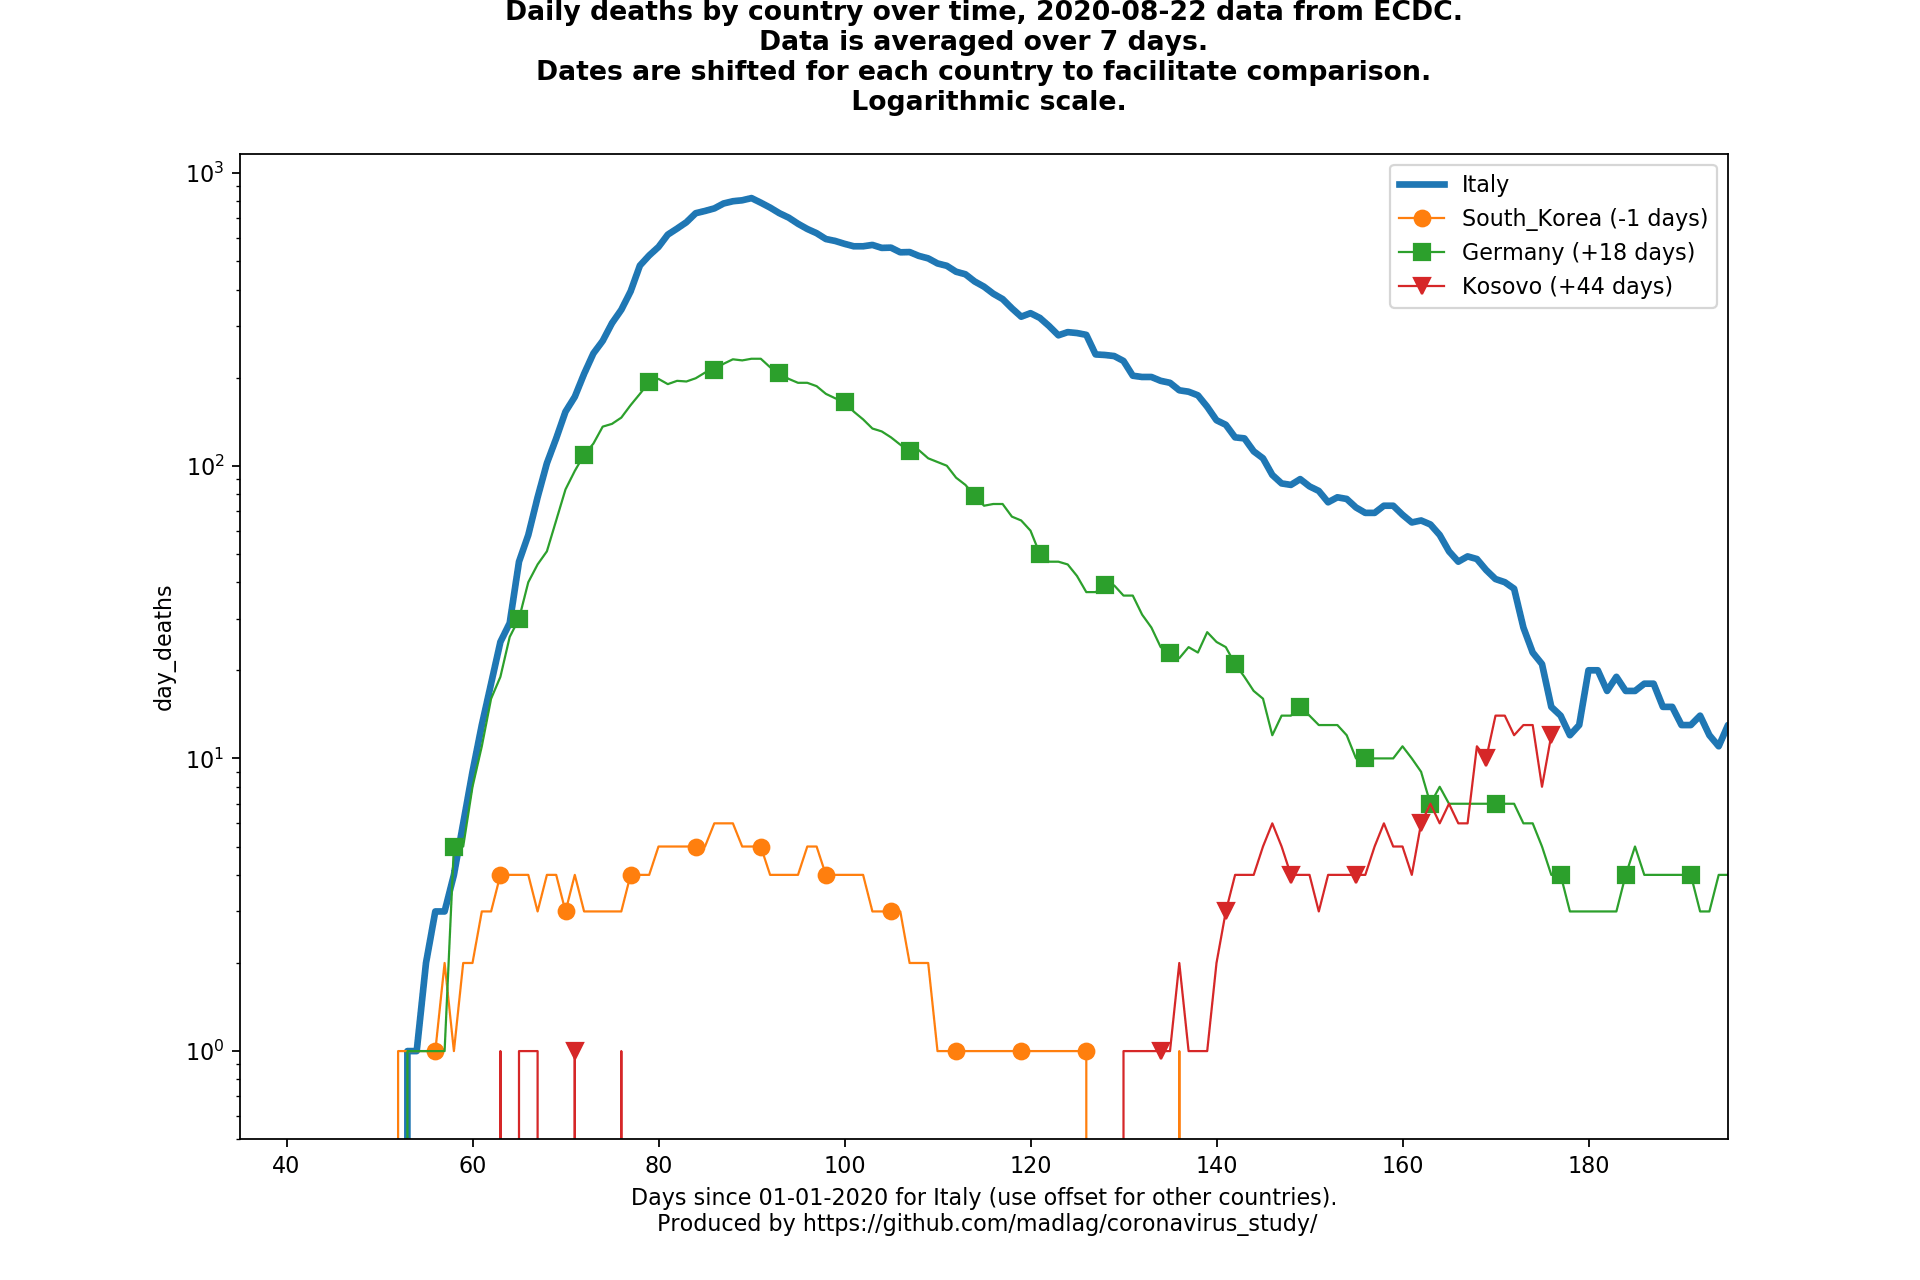 Daily deaths by country over time, 2020-08-22 data from ECDC.
Data is averaged over 7 days.
Dates are shifted for each country to facilitate comparison.
Logarithmic scale.
Italy
South_Korea (-1 days)
Germany (+18 days)
Kosovo (+44 days)
day_deaths
10³
10²
10¹
10⁰
40 60 80 100 120 140 160 180
Days since 01-01-2020 for Italy (use offset for other countries).
Produced by https://github.com/madlag/coronavirus_study/